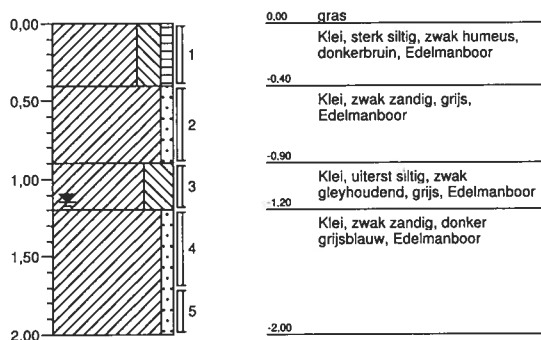 0,00
0,50
1,00
1,50
2,00
1
2
3
4
5
0,00 gras
Klei, sterk siltig, zwak humeus,
donkerbruin, Edelmanboor
-0.40
Klei, zwak zandig, grijs,
Edelmanboor
-0.90
Klei, uiterst siltig, zwak
gleyhoudend, grijs, Edelmanboor
-1.20
Klei, zwak zandig, donker
grijsblauw, Edelmanboor
-2.00